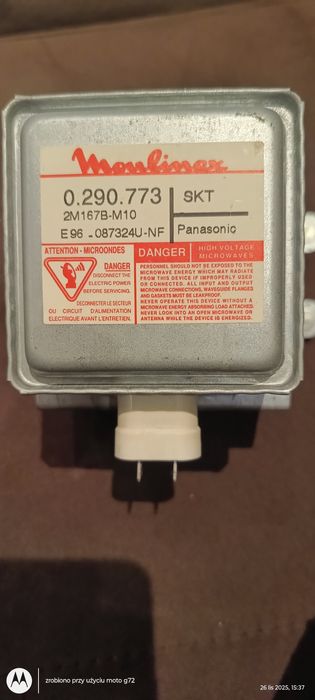 Moulinex
0.290.773
SKT
2M167B-M10
E96-087324U-NF
Panasonic
ATTENTION - MICROONDES
DANGER
DISCONNECT THE
ELECTRIC POWER
BEFORE SERVICING.
DÉCONNECTER LE SECTEUR
OU CIRCUIT D'ALIMENTATION
ELECTRIQUE AVANT L'ENTRETIEN.
DANGER
HIGH VOLTAGE
MICROWAVES
PERSONNEL SHOULD NOT BE EXPOSED TO THE
MICROWAVE ENERGY WHICH MAY RADIATE
FROM THIS DEVICE IF IMPROPERLY USED
OR CONNECTED. ALL INPUT AND OUTPUT
MICROWAVE CONNECTIONS, WAVEGUIDE FLANGES
AND GASKETS MUST BE LEAKPROOF.
NEVER OPERATE THIS DEVICE WITHOUT A
MICROWAVE ENERGY ABSORBING LOAD ATTACHED.
NEVER LOOK INTO AN OPEN MICROWAVE OR
ANTENNA WHILE THE DEVICE IS ENERGIZED.
zrobiono przy użyciu moto g72
26 lis 2025, 15:37